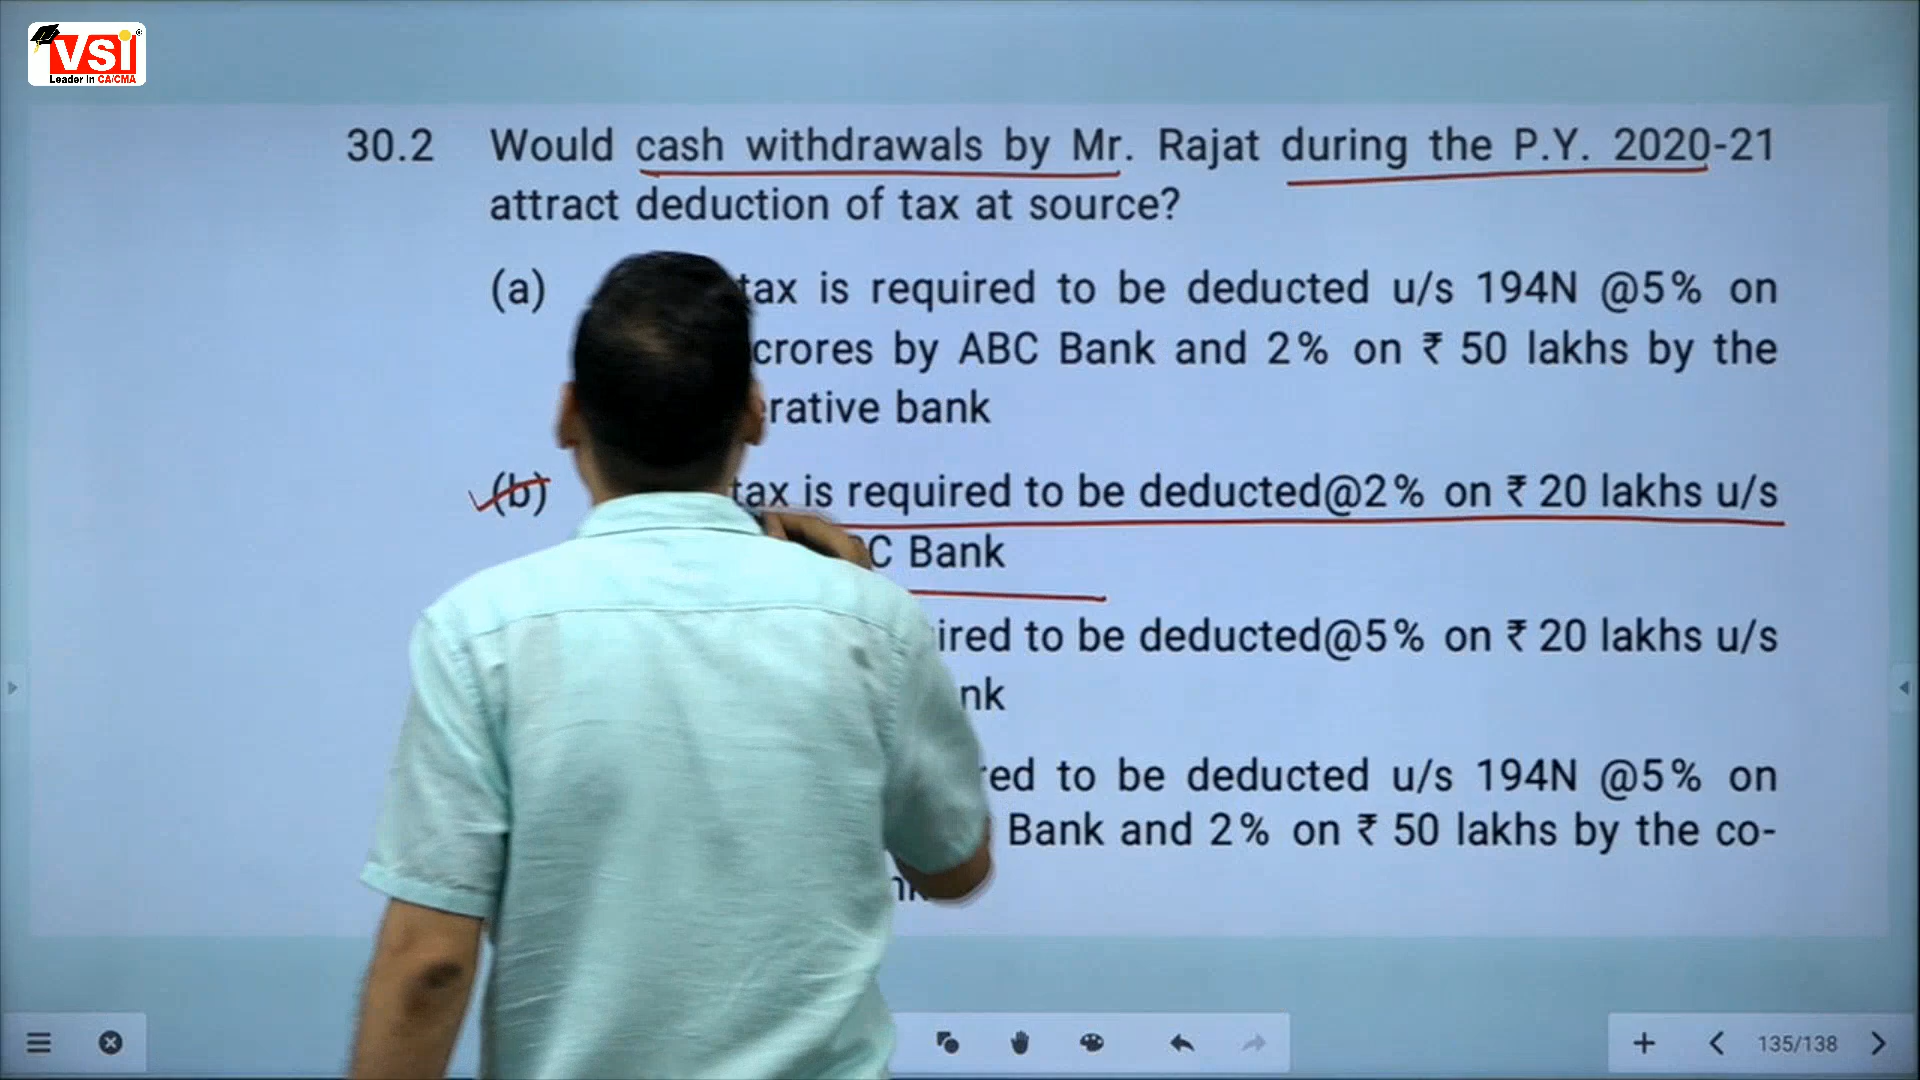 VSI
Leader in CA/CMA
30.2 Would cash withdrawals by Mr. Rajat during the P.Y. 2020-21
attract deduction of tax at source?
(a) tax is required to be deducted u/s 194N @5% on
crores by ABC Bank and 2% on ₹ 50 lakhs by the
erative bank
(b) tax is required to be deducted@2% on ₹ 20 lakhs u/s
C Bank
ired to be deducted@5% on ₹ 20 lakhs u/s
nk
ed to be deducted u/s 194N @5% on
Bank and 2% on ₹ 50 lakhs by the co-
135/138